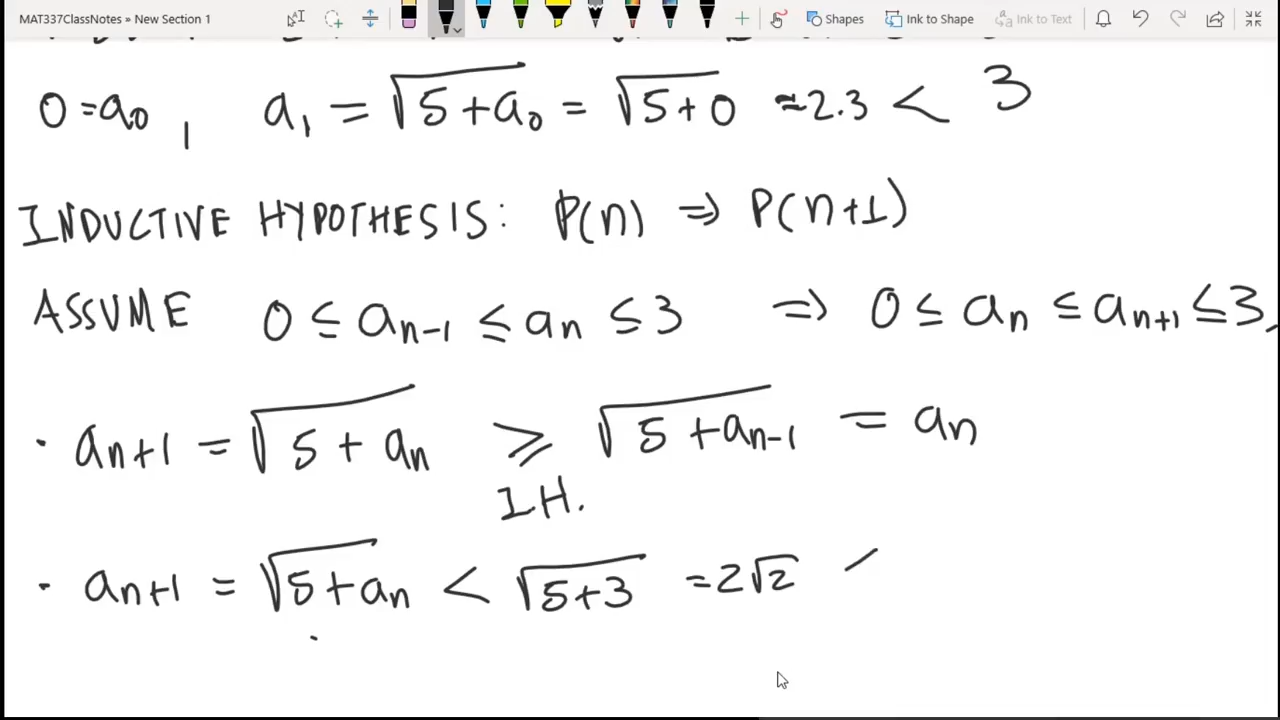 MAT337ClassNotes » New Section 1
Shapes Ink to Shape Ink to Text
0 = a₀ , a₁ = √(5 + a₀) = √(5 + 0) ≈ 2.3 < 3
INDUCTIVE HYPOTHESIS: P(n) ⇒ P(n+1)
ASSUME 0 ≤ aₙ₋₁ ≤ aₙ ≤ 3 ⇒ 0 ≤ aₙ ≤ aₙ₊₁ ≤ 3,
· aₙ₊₁ = √(5 + aₙ) ≥ √(5 + aₙ₋₁) = aₙ
I.H.
· aₙ₊₁ = √(5 + aₙ) < √(5 + 3) = 2√2